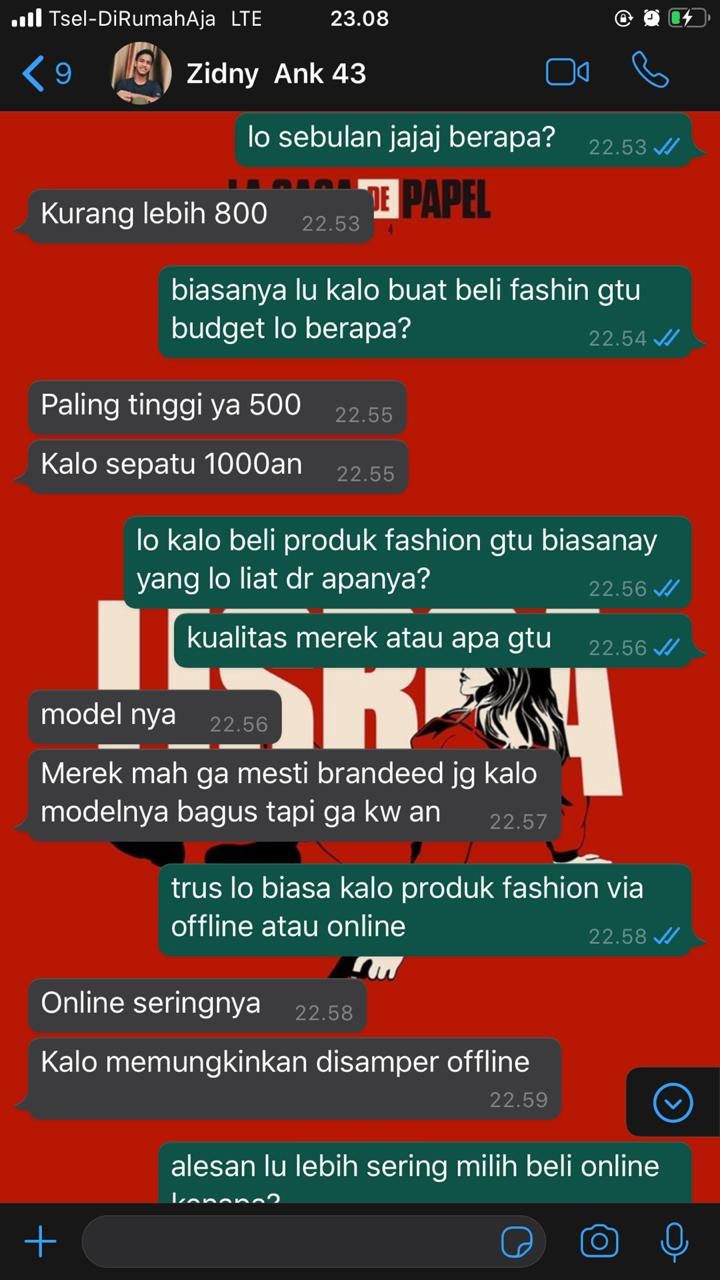 Tsel-DiRumahAja LTE 23.08
9 Zidny Ank 43
lo sebulan jajaj berapa? 22.53
DE PAPEL
4
Kurang lebih 800 22.53
biasanya lu kalo buat beli fashin gtu
budget lo berapa? 22.54
Paling tinggi ya 500 22.55
Kalo sepatu 1000an 22.55
lo kalo beli produk fashion gtu biasanay
yang lo liat dr apanya? 22.56
kualitas merek atau apa gtu 22.56
model nya 22.56
Merek mah ga mesti brandeed jg kalo
modelnya bagus tapi ga kw an 22.57
trus lo biasa kalo produk fashion via
offline atau online 22.58
Online seringnya 22.58
Kalo memungkinkan disamper offline
22.59
alesan lu lebih sering milih beli online
kenapa?